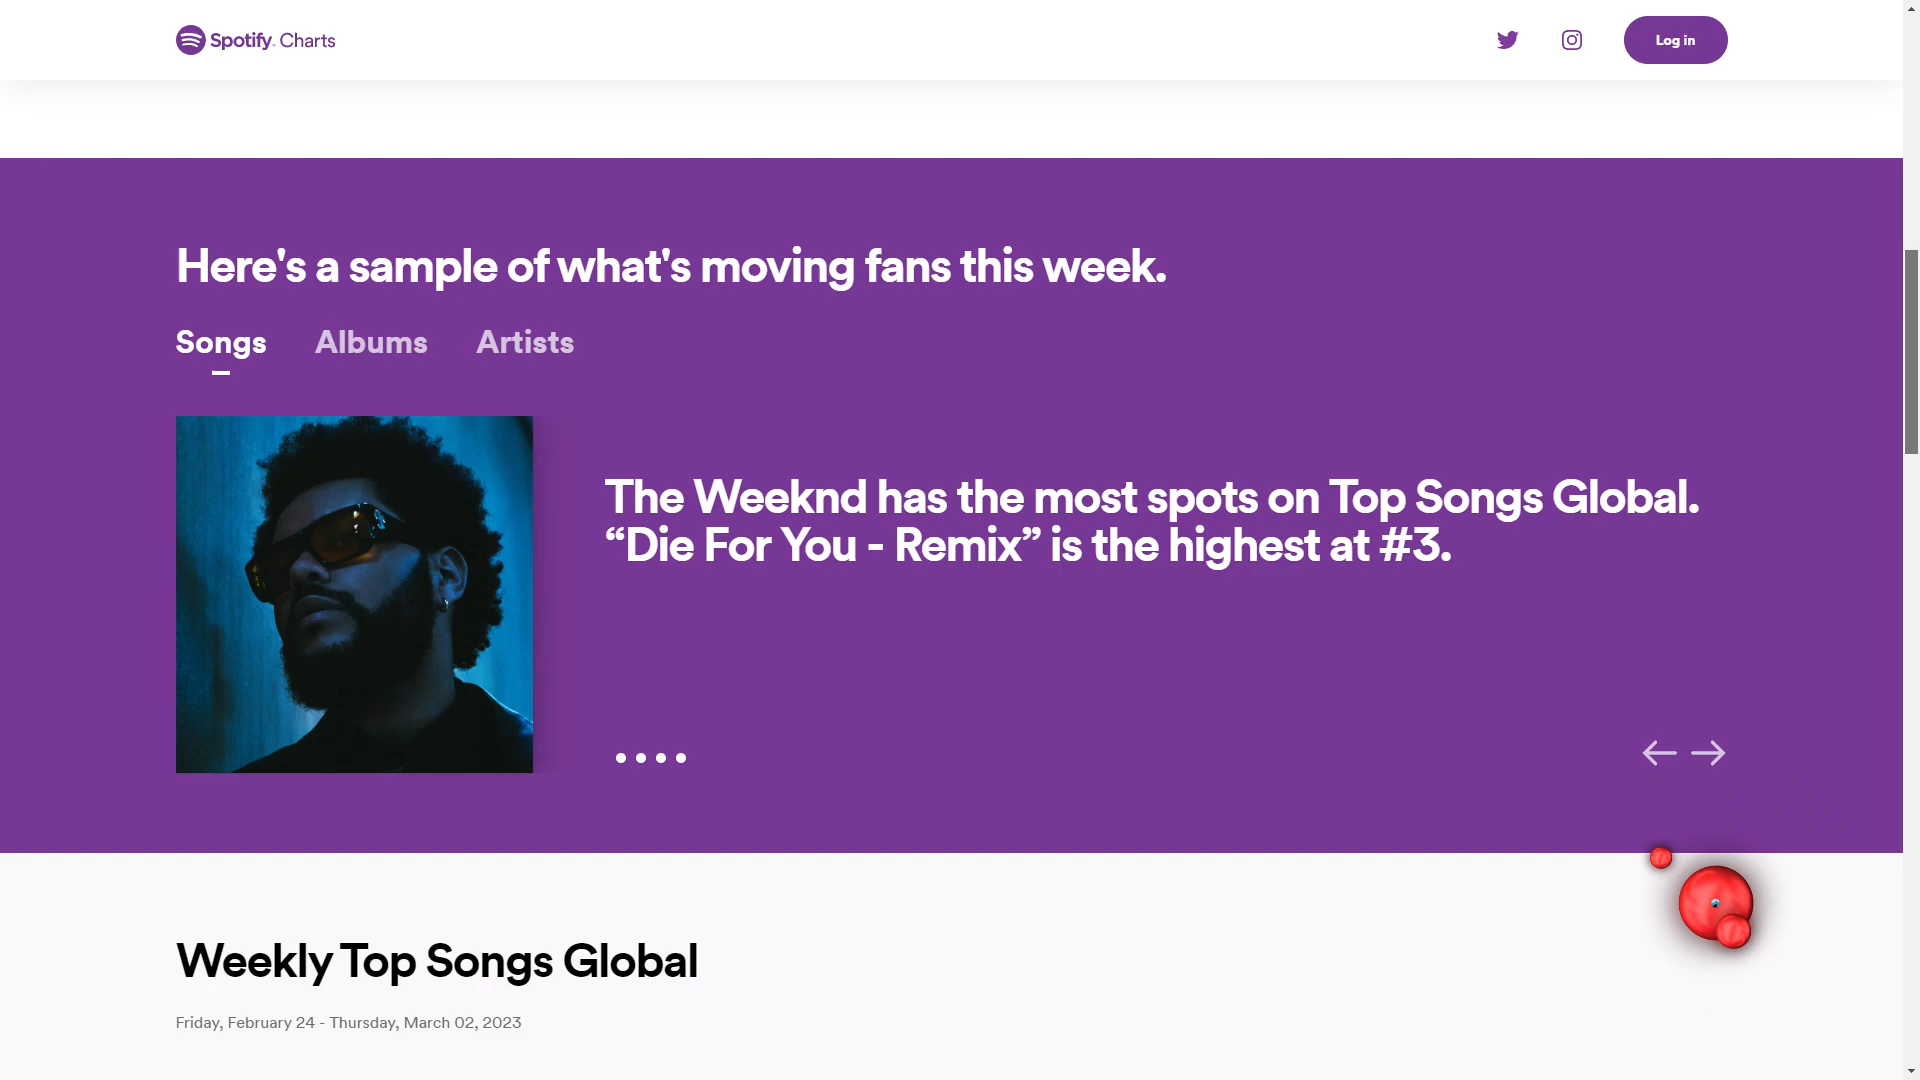 Spotify Charts
Log in
Here's a sample of what's moving fans this week.
Songs Albums Artists
The Weeknd has the most spots on Top Songs Global.
“Die For You - Remix” is the highest at #3.
Weekly Top Songs Global
Friday, February 24 - Thursday, March 02, 2023